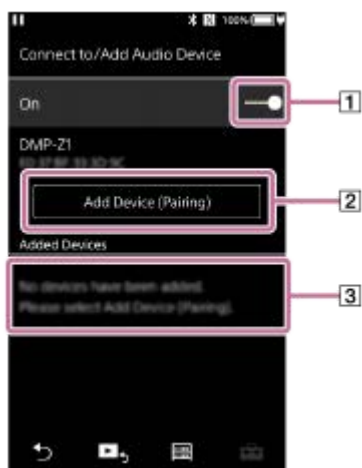 100%
Connect to/Add Audio Device
On
1
DMP-Z1
Add Device (Pairing)
2
Added Devices
No devices have been added.
Please select Add Device (Pairing).
3